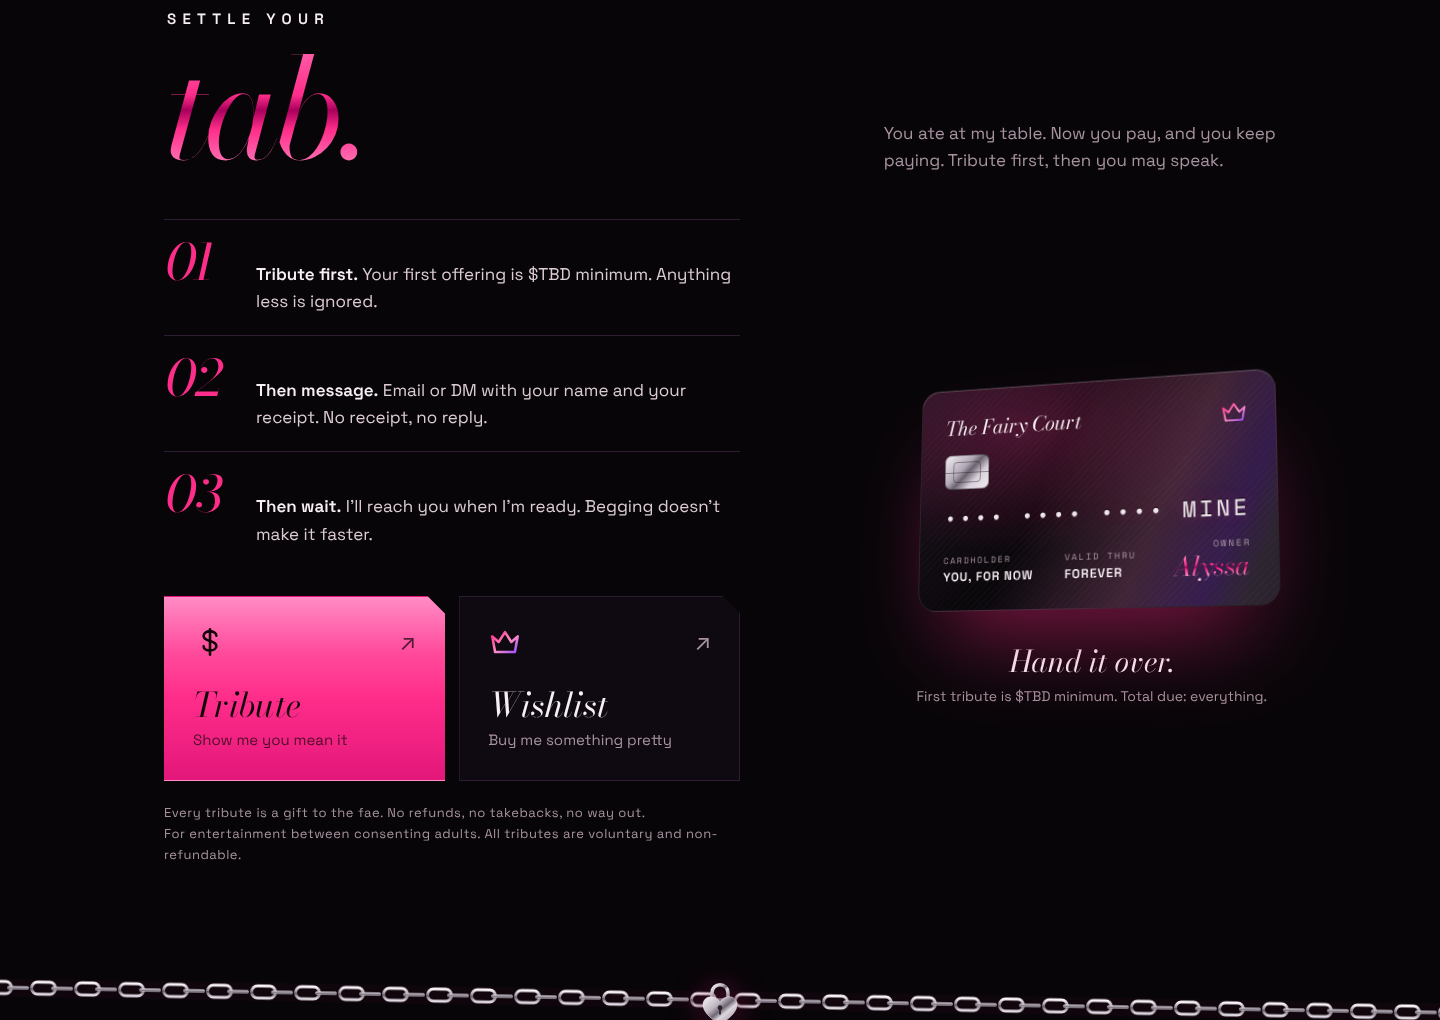 SETTLE YOUR
tab.
You ate at my table. Now you pay, and you keep
paying. Tribute first, then you may speak.
01
Tribute first. Your first offering is $TBD minimum. Anything
less is ignored.
02
Then message. Email or DM with your name and your
receipt. No receipt, no reply.
03
Then wait. I'll reach you when I'm ready. Begging doesn't
make it faster.
$
Tribute
Show me you mean it
Wishlist
Buy me something pretty
Every tribute is a gift to the fae. No refunds, no takebacks, no way out.
For entertainment between consenting adults. All tributes are voluntary and non-
refundable.
The Fairy Court
•••• •••• •••• MINE
CARDHOLDER
YOU, FOR NOW
VALID THRU
FOREVER
OWNER
Alyssa
Hand it over.
First tribute is $TBD minimum. Total due: everything.